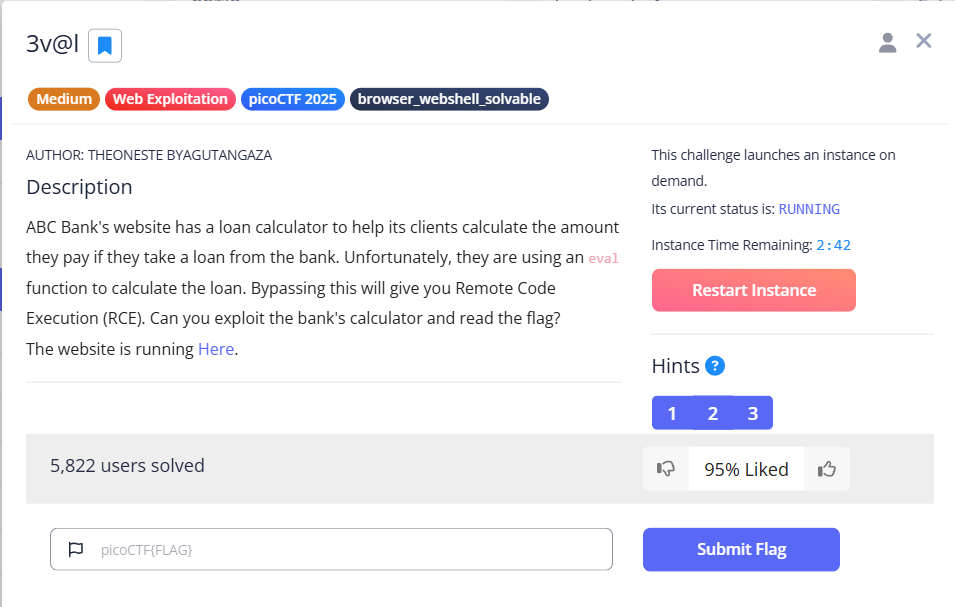 3v@l
Medium Web Exploitation picoCTF 2025 browser_webshell_solvable
AUTHOR: THEONESTE BYAGUTANGAZA
Description
ABC Bank's website has a loan calculator to help its clients calculate the amount
they pay if they take a loan from the bank. Unfortunately, they are using an eval
function to calculate the loan. Bypassing this will give you Remote Code
Execution (RCE). Can you exploit the bank's calculator and read the flag?
The website is running Here.
This challenge launches an instance on
demand.
Its current status is: RUNNING
Instance Time Remaining: 2:42
Restart Instance
Hints ?
1 2 3
5,822 users solved
95% Liked
picoCTF{FLAG}
Submit Flag